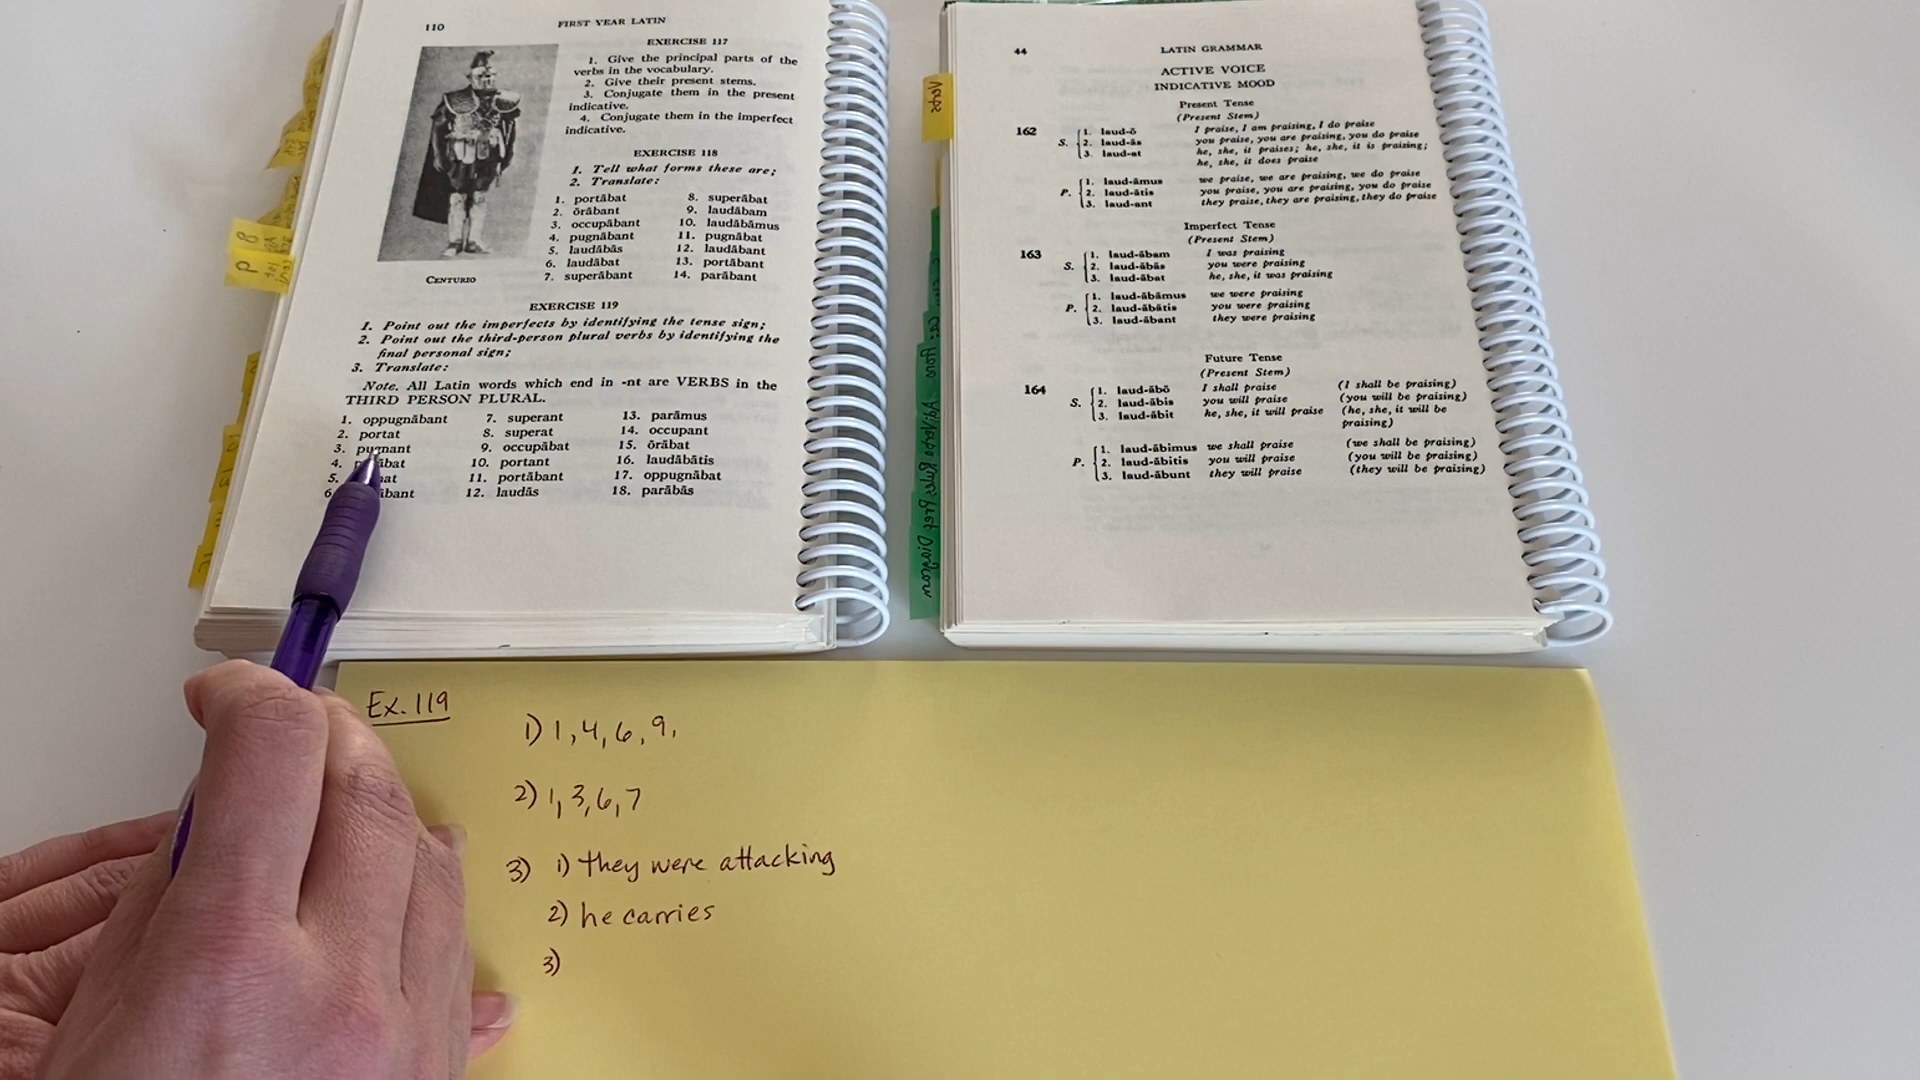 110
FIRST YEAR LATIN
EXERCISE 117
1. Give the principal parts of the
verbs in the vocabulary.
2. Give their present stems.
3. Conjugate them in the present
indicative.
4. Conjugate them in the imperfect
indicative.
EXERCISE 118
1. Tell what forms these are;
2. Translate:
1. portābat
2. ōrābant
3. occupābant
4. pugnābant
5. laudābās
6. laudābat
7. superābant
8. superābat
9. laudābam
10. laudābāmus
11. pugnābat
12. laudābant
13. portābant
14. parābant
CENTURIO
EXERCISE 119
1. Point out the imperfects by identifying the tense sign;
2. Point out the third-person plural verbs by identifying the
final personal sign;
3. Translate:
Note. All Latin words which end in -nt are VERBS in the
THIRD PERSON PLURAL.
1. oppugnābant
2. portat
3. pugnant
4.
5.
6
7. superant
8. superat
9. occupābat
10. portant
11. portābant
12. laudās
13. parāmus
14. occupant
15. ōrābat
16. laudābātis
17. oppugnābat
18. parābās
44
LATIN GRAMMAR
ACTIVE VOICE
INDICATIVE MOOD
Present Tense
(Present Stem)
162
S.
1. laud-ō I praise, I am praising, I do praise
2. laud-ās you praise, you are praising, you do praise
3. laud-at he, she, it praises; he, she, it is praising;
he, she, it does praise
P.
1. laud-āmus we praise, we are praising, we do praise
2. laud-ātis you praise, you are praising, you do praise
3. laud-ant they praise, they are praising, they do praise
Imperfect Tense
(Present Stem)
163
S.
1. laud-ābam I was praising
2. laud-ābās you were praising
3. laud-ābat he, she, it was praising
P.
1. laud-ābāmus we were praising
2. laud-ābātis you were praising
3. laud-ābant they were praising
Future Tense
(Present Stem)
164
S.
1. laud-ābō I shall praise (I shall be praising)
2. laud-ābis you will praise (you will be praising)
3. laud-ābit he, she, it will praise (he, she, it will be
praising)
P.
1. laud-ābimus we shall praise (we shall be praising)
2. laud-ābitis you will praise (you will be praising)
3. laud-ābunt they will praise (they will be praising)
Ex. 119
1) 1, 4, 6, 9,
2) 1, 3, 6, 7
3) 1) they were attacking
2) he carries
3)